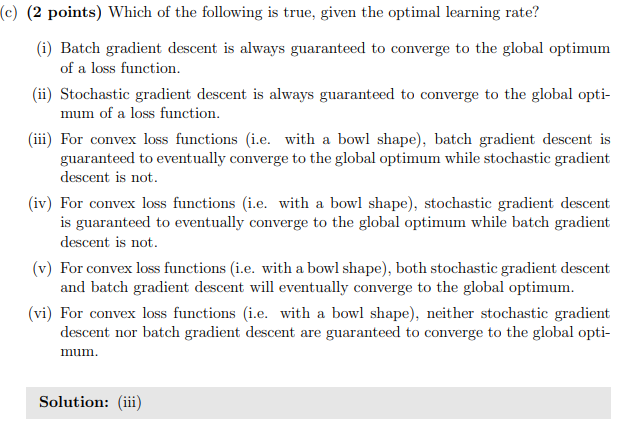 (c) (2 points) Which of the following is true, given the optimal learning rate?
(i) Batch gradient descent is always guaranteed to converge to the global optimum
of a loss function.
(ii) Stochastic gradient descent is always guaranteed to converge to the global opti-
mum of a loss function.
(iii) For convex loss functions (i.e. with a bowl shape), batch gradient descent is
guaranteed to eventually converge to the global optimum while stochastic gradient
descent is not.
(iv) For convex loss functions (i.e. with a bowl shape), stochastic gradient descent
is guaranteed to eventually converge to the global optimum while batch gradient
descent is not.
(v) For convex loss functions (i.e. with a bowl shape), both stochastic gradient descent
and batch gradient descent will eventually converge to the global optimum.
(vi) For convex loss functions (i.e. with a bowl shape), neither stochastic gradient
descent nor batch gradient descent are guaranteed to converge to the global opti-
mum.
Solution: (iii)